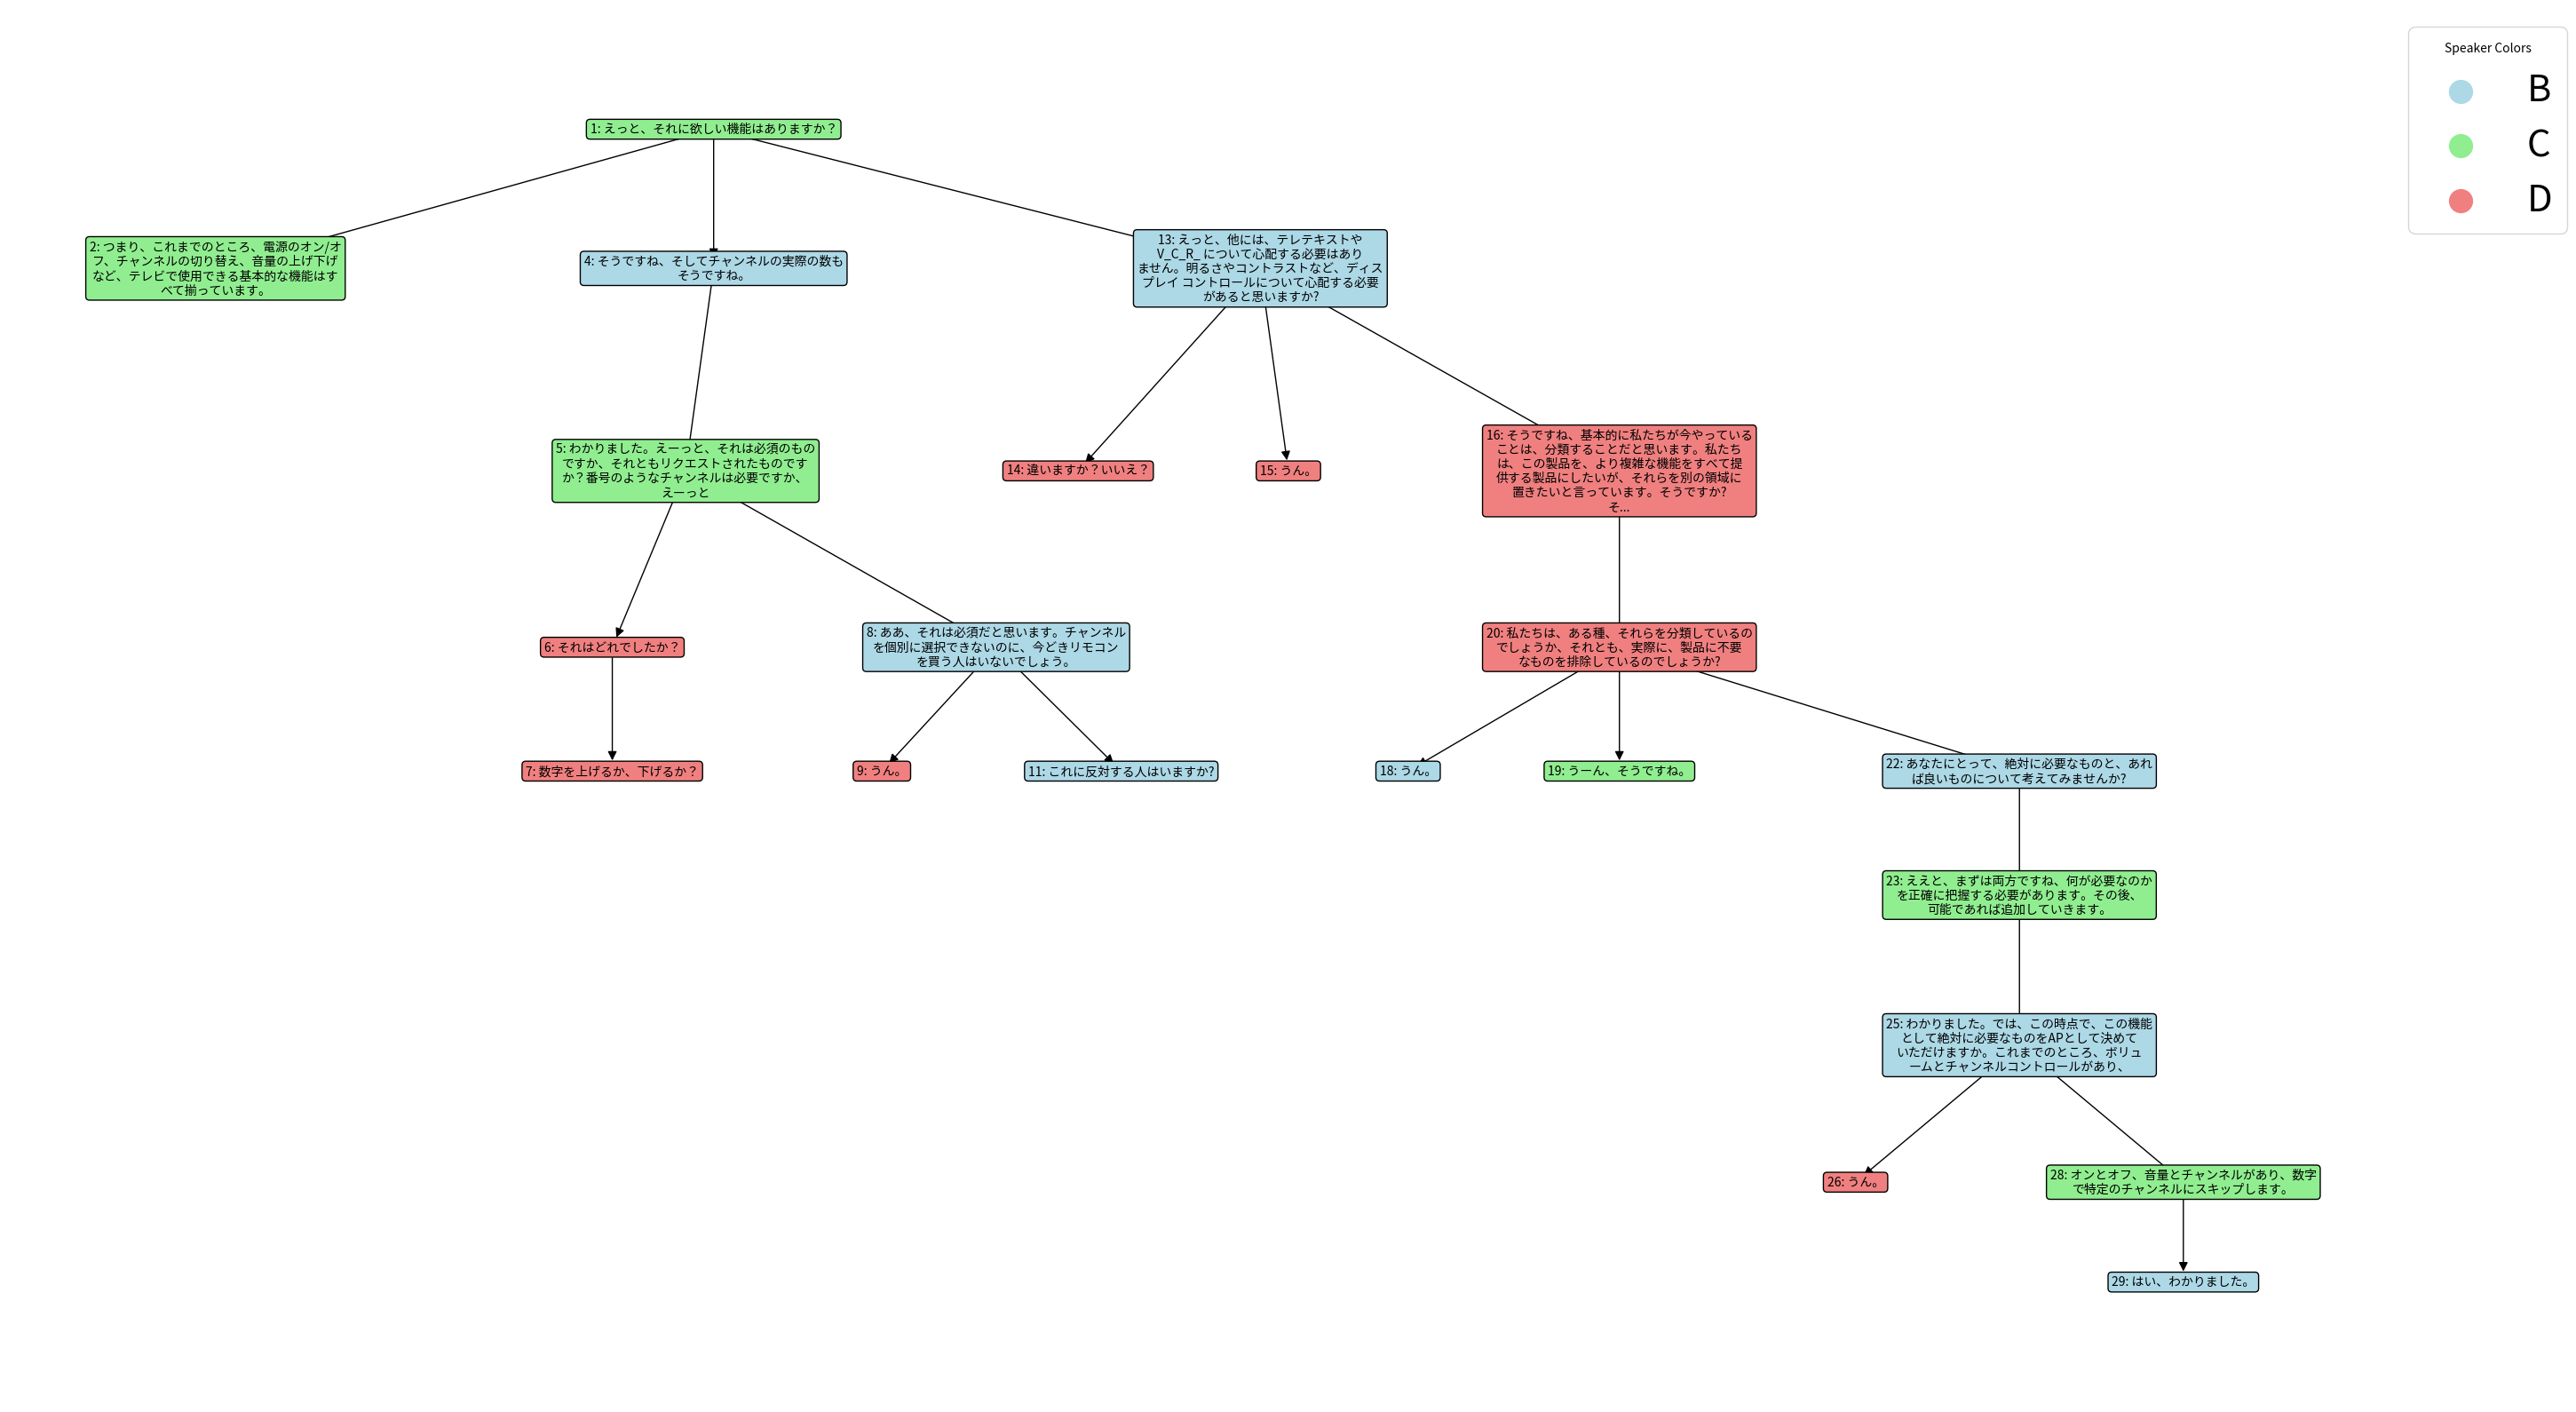 Speaker Colors
B
C
D
1: えっと、それに欲しい機能はありますか？
2: つまり、これまでのところ、電源のオン/オ
フ、チャンネルの切り替え、音量の上げ下げ
など、テレビで使用できる基本的な機能はす
べて揃っています。
4: そうですね、そしてチャンネルの実際の数も
そうですね。
13: えっと、他には、テレテキストや
V_C_R_ について心配する必要はあり
ません。明るさやコントラストなど、ディス
プレイ コントロールについて心配する必要
があると思いますか?
5: わかりました。えーっと、それは必須のもの
ですか、それともリクエストされたものです
か？番号のようなチャンネルは必要ですか、
えーっと
14: 違いますか？いいえ？
15: うん。
16: そうですね、基本的に私たちが今やっている
ことは、分類することだと思います。私たち
は、この製品を、より複雑な機能をすべて提
供する製品にしたいが、それらを別の領域に
置きたいと言っています。そうですか?
そ...
6: それはどれでしたか？
8: ああ、それは必須だと思います。チャンネル
を個別に選択できないのに、今どきリモコン
を買う人はいないでしょう。
20: 私たちは、ある種、それらを分類しているの
でしょうか、それとも、実際に、製品に不要
なものを排除しているのでしょうか?
7: 数字を上げるか、下げるか？
9: うん。
11: これに反対する人はいますか?
18: うん。
19: うーん、そうですね。
22: あなたにとって、絶対に必要なものと、あれ
ば良いものについて考えてみませんか?
23: ええと、まずは両方ですね、何が必要なのか
を正確に把握する必要があります。その後、
可能であれば追加していきます。
25: わかりました。では、この時点で、この機能
として絶対に必要なものをAPとして決めて
いただけますか。これまでのところ、ボリュ
ームとチャンネルコントロールがあり、
26: うん。
28: オンとオフ、音量とチャンネルがあり、数字
で特定のチャンネルにスキップします。
29: はい、わかりました。